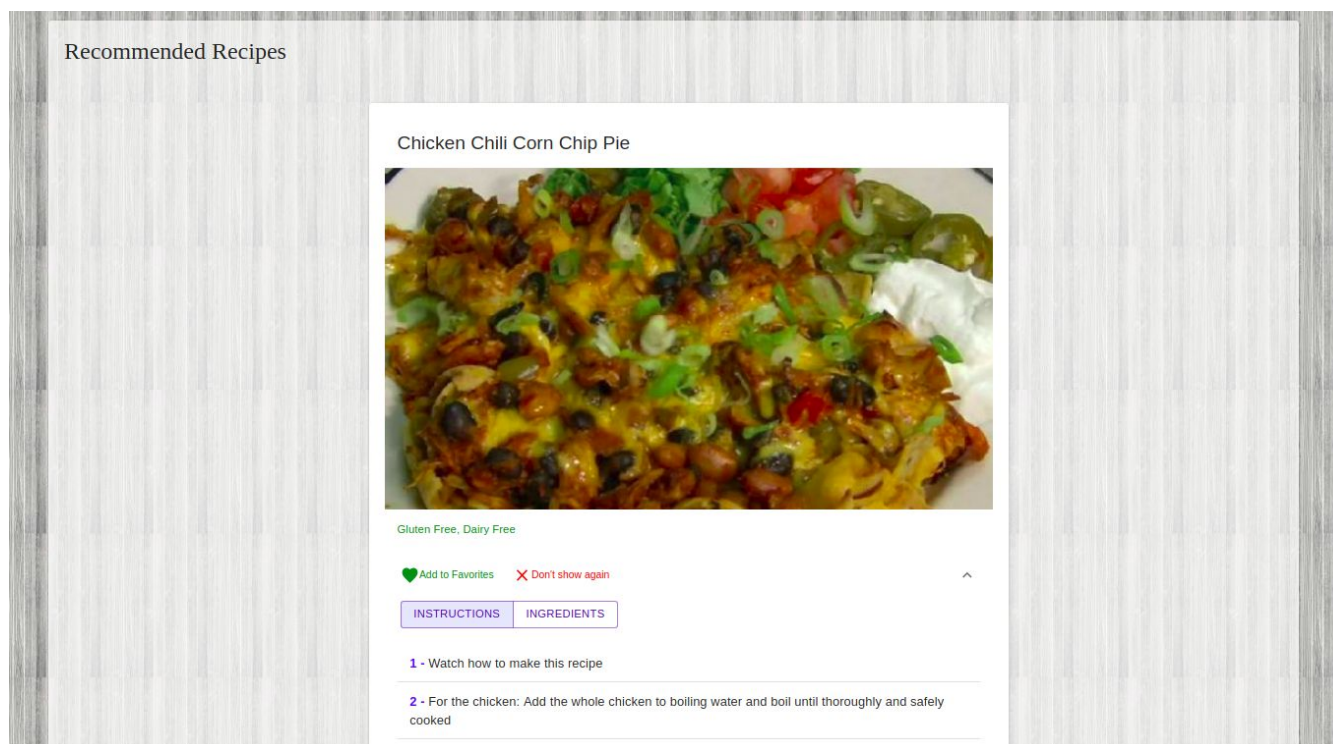 Recommended Recipes
Chicken Chili Corn Chip Pie
Gluten Free, Dairy Free
Add to Favorites Don't show again
INSTRUCTIONS INGREDIENTS
1 - Watch how to make this recipe
2 - For the chicken: Add the whole chicken to boiling water and boil until thoroughly and safely
cooked